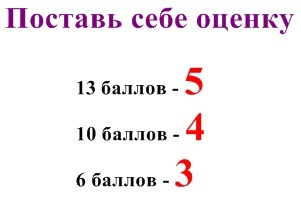 Поставь себе оценку
13 баллов - 5
10 баллов - 4
6 баллов - 3